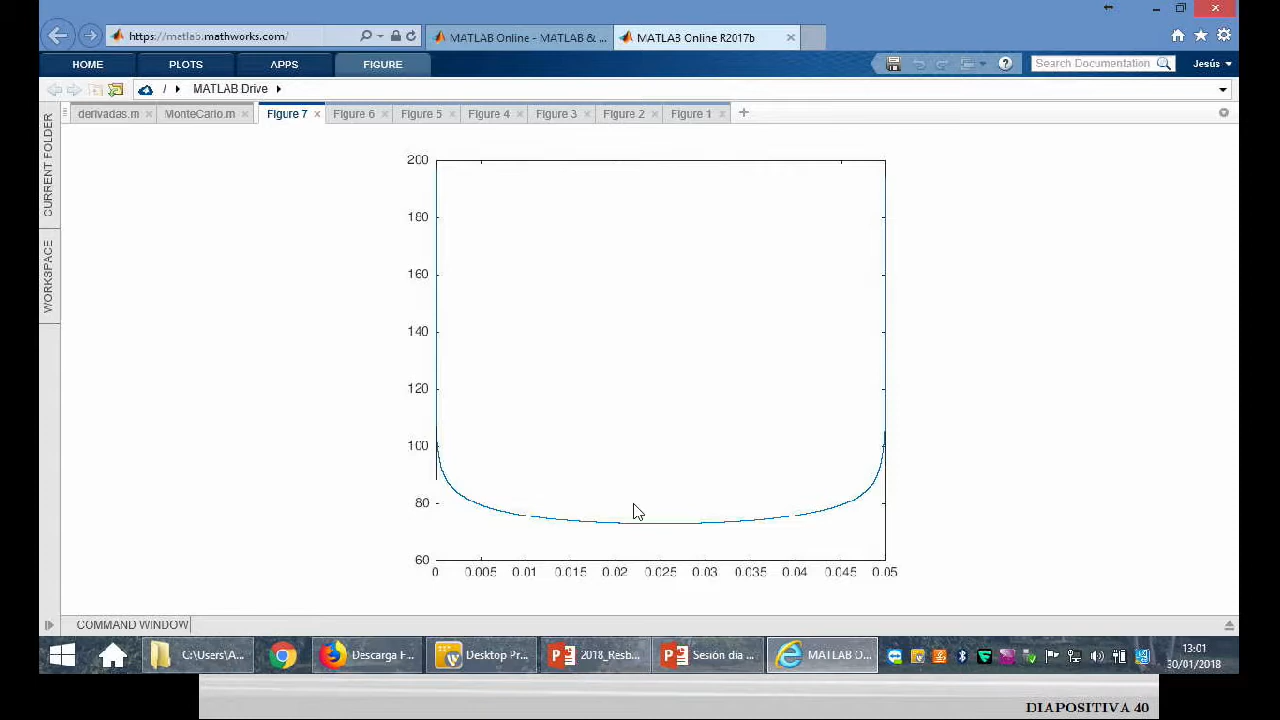 https://matlab.mathworks.com/
MATLAB Online - MATLAB & ...
MATLAB Online R2017b
HOME
PLOTS
APPS
FIGURE
Search Documentation
Jesús
/
MATLAB Drive
derivadas.m
MonteCarlo.m
Figure 7
Figure 6
Figure 5
Figure 4
Figure 3
Figure 2
Figure 1
CURRENT FOLDER
WORKSPACE
200
180
160
140
120
100
80
60
0 0.005 0.01 0.015 0.02 0.025 0.03 0.035 0.04 0.045 0.05
COMMAND WINDOW
C:\Users\A...
Descarga F...
Desktop Pr...
2018_Resb...
Sesión dia ...
MATLAB O...
13:01
30/01/2018
DIAPOSITIVA 40